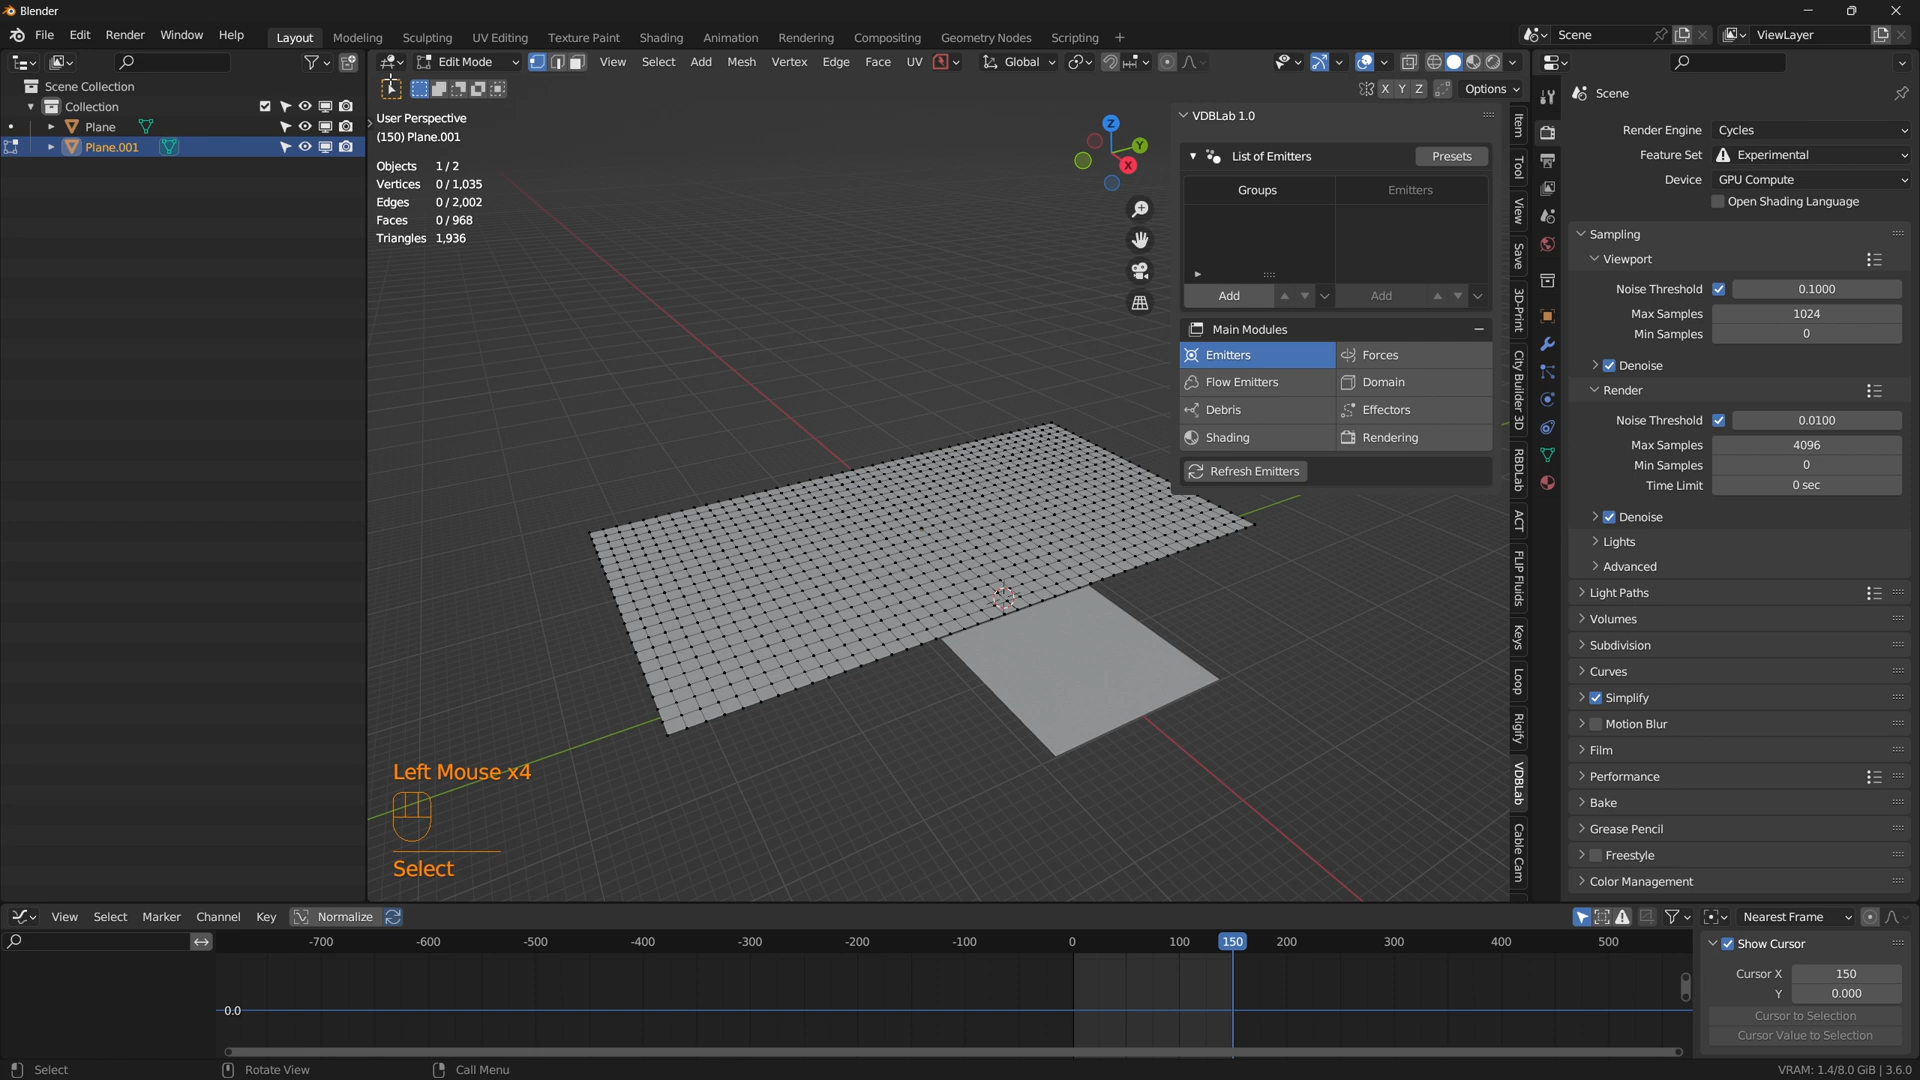 Blender
File Edit Render Window Help Layout Modeling Sculpting UV Editing Texture Paint Shading Animation Rendering Compositing Geometry Nodes Scripting + Scene ViewLayer
Edit Mode View Select Add Mesh Vertex Edge Face UV Global
X Y Z Options
Scene Collection
Collection
Plane
Plane.001
User Perspective
(150) Plane.001
Objects 1/2
Vertices 0/1,035
Edges 0/2,002
Faces 0/968
Triangles 1,936
Z
Y
X
Left Mouse x4
Select
VDBLab 1.0
List of Emitters Presets
Groups Emitters
Add Add
Main Modules
Emitters Forces
Flow Emitters Domain
Debris Effectors
Shading Rendering
Refresh Emitters
Item
Tool
View
Save
3D-Print
City Builder 3D
RBDLab
ACT
FLIP Fluids
Keys
Loop
Rigify
VDBLab
Cable Cam
Scene
Render Engine Cycles
Feature Set Experimental
Device GPU Compute
Open Shading Language
Sampling
Viewport
Noise Threshold 0.1000
Max Samples 1024
Min Samples 0
Denoise
Render
Noise Threshold 0.0100
Max Samples 4096
Min Samples 0
Time Limit 0 sec
Denoise
Lights
Advanced
Light Paths
Volumes
Subdivision
Curves
Simplify
Motion Blur
Film
Performance
Bake
Grease Pencil
Freestyle
Color Management
View Select Marker Channel Key Normalize Nearest Frame
-700 -600 -500 -400 -300 -200 -100 0 100 150 200 300 400 500
0.0
Show Cursor
Cursor X 150
Y 0.000
Cursor to Selection
Cursor Value to Selection
Select Rotate View Call Menu VRAM: 1.4/8.0 GiB | 3.6.0